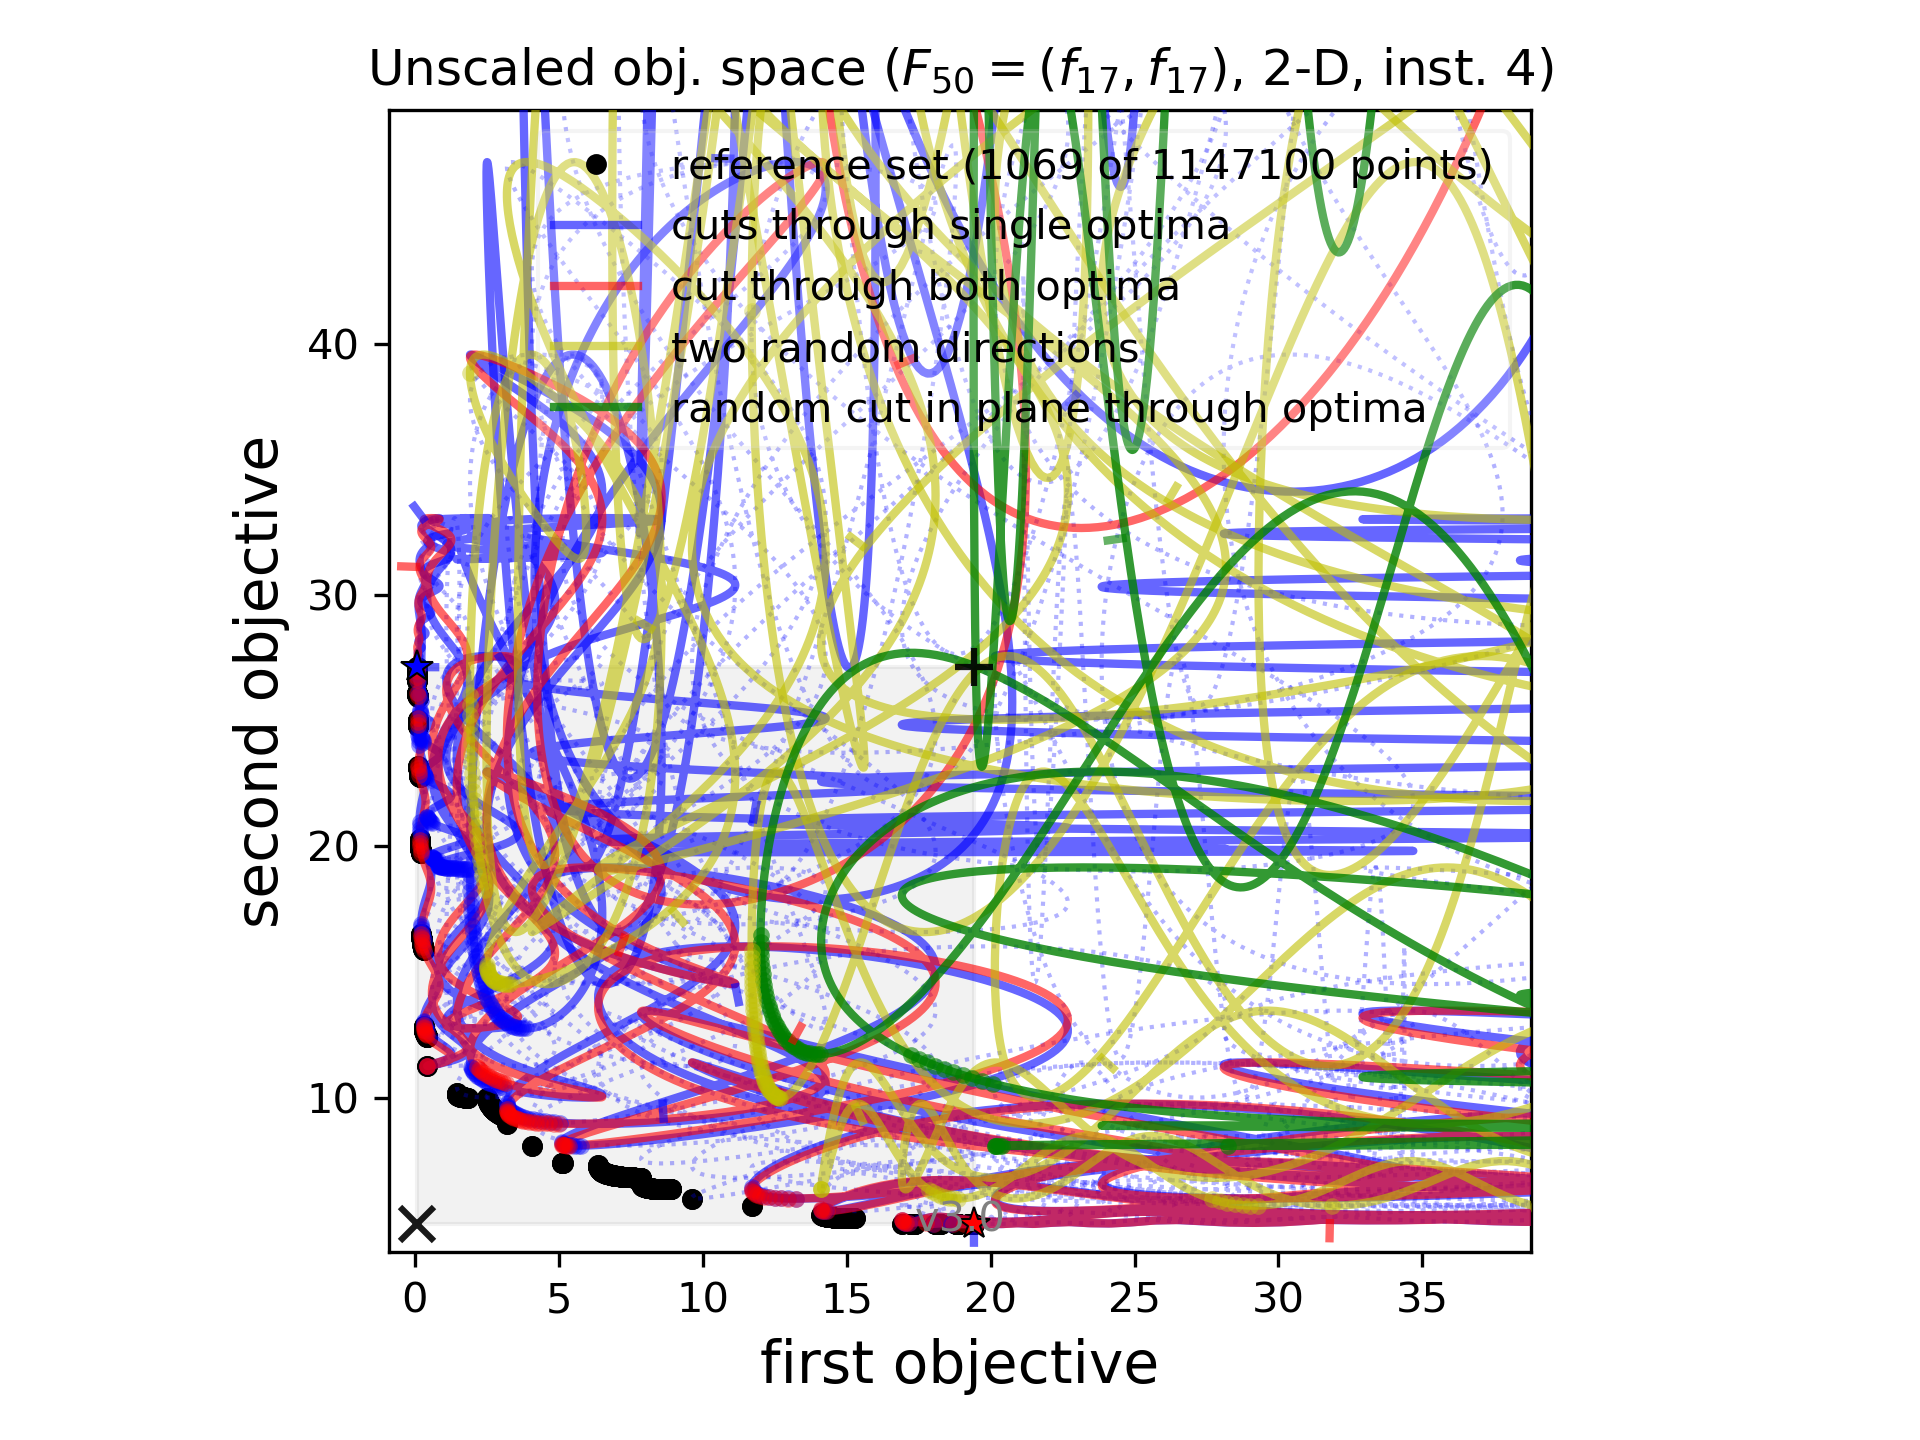 Unscaled obj. space (F50 = (f17, f17), 2-D, inst. 4)
reference set (1069 of 1147100 points)
cuts through single optima
cut through both optima
two random directions
random cut in plane through optima
second objective
40
30
20
10
v3.0
0 5 10 15 20 25 30 35
first objective